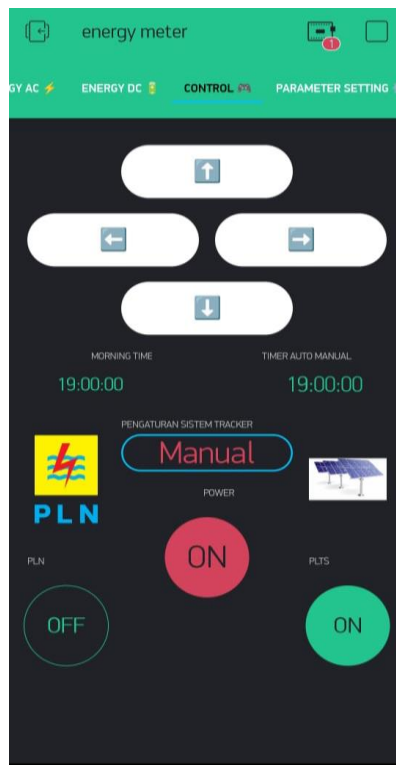 energy meter
1
GY AC ⚡ ENERGY DC 🔋 CONTROL 🎮 PARAMETER SETTING
⬆️
⬅️ ➡️
⬇️
MORNING TIME TIMER AUTO MANUAL
19:00:00 19:00:00
PENGATURAN SISTEM TRACKER
Manual
PLN
POWER
ON
PLN PLTS
OFF ON